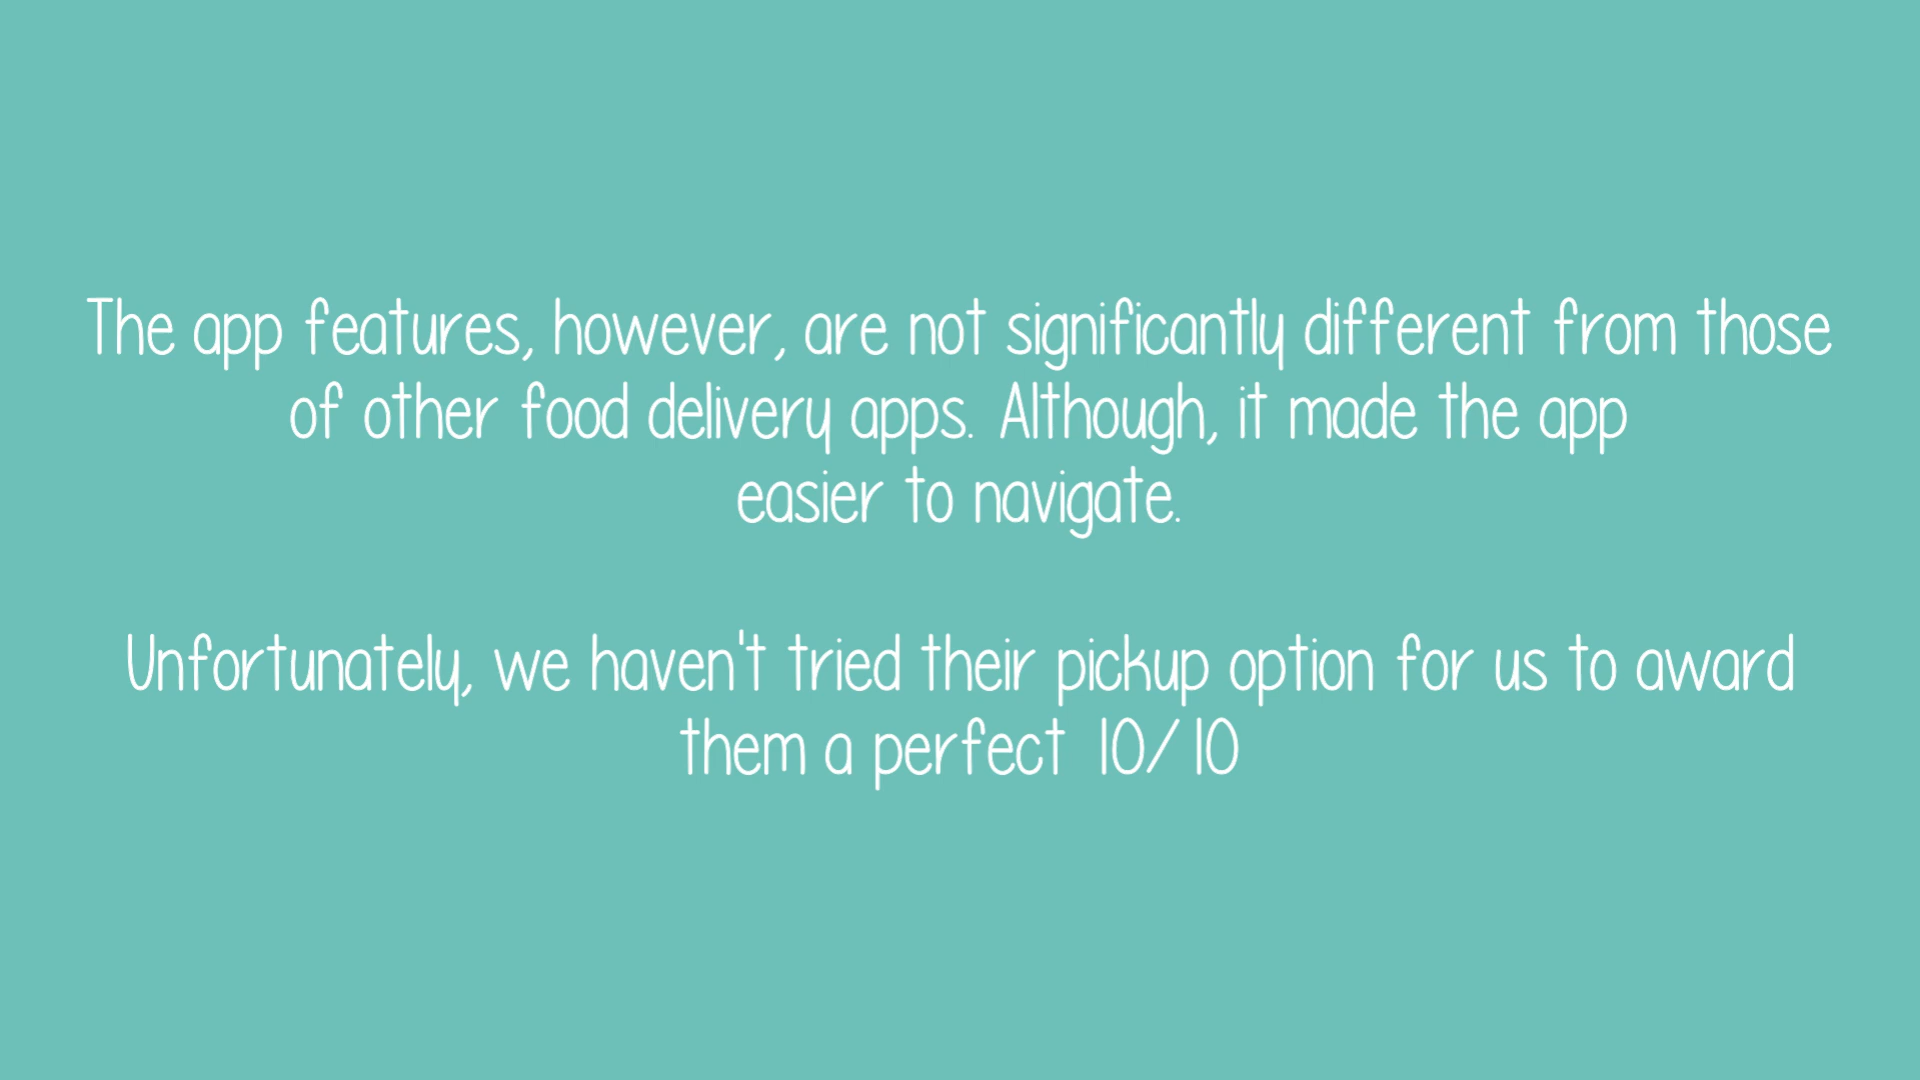 The app features, however, are not significantly different from those
of other food delivery apps. Although, it made the app
easier to navigate.
Unfortunately, we haven't tried their pickup option for us to award
them a perfect 10/10